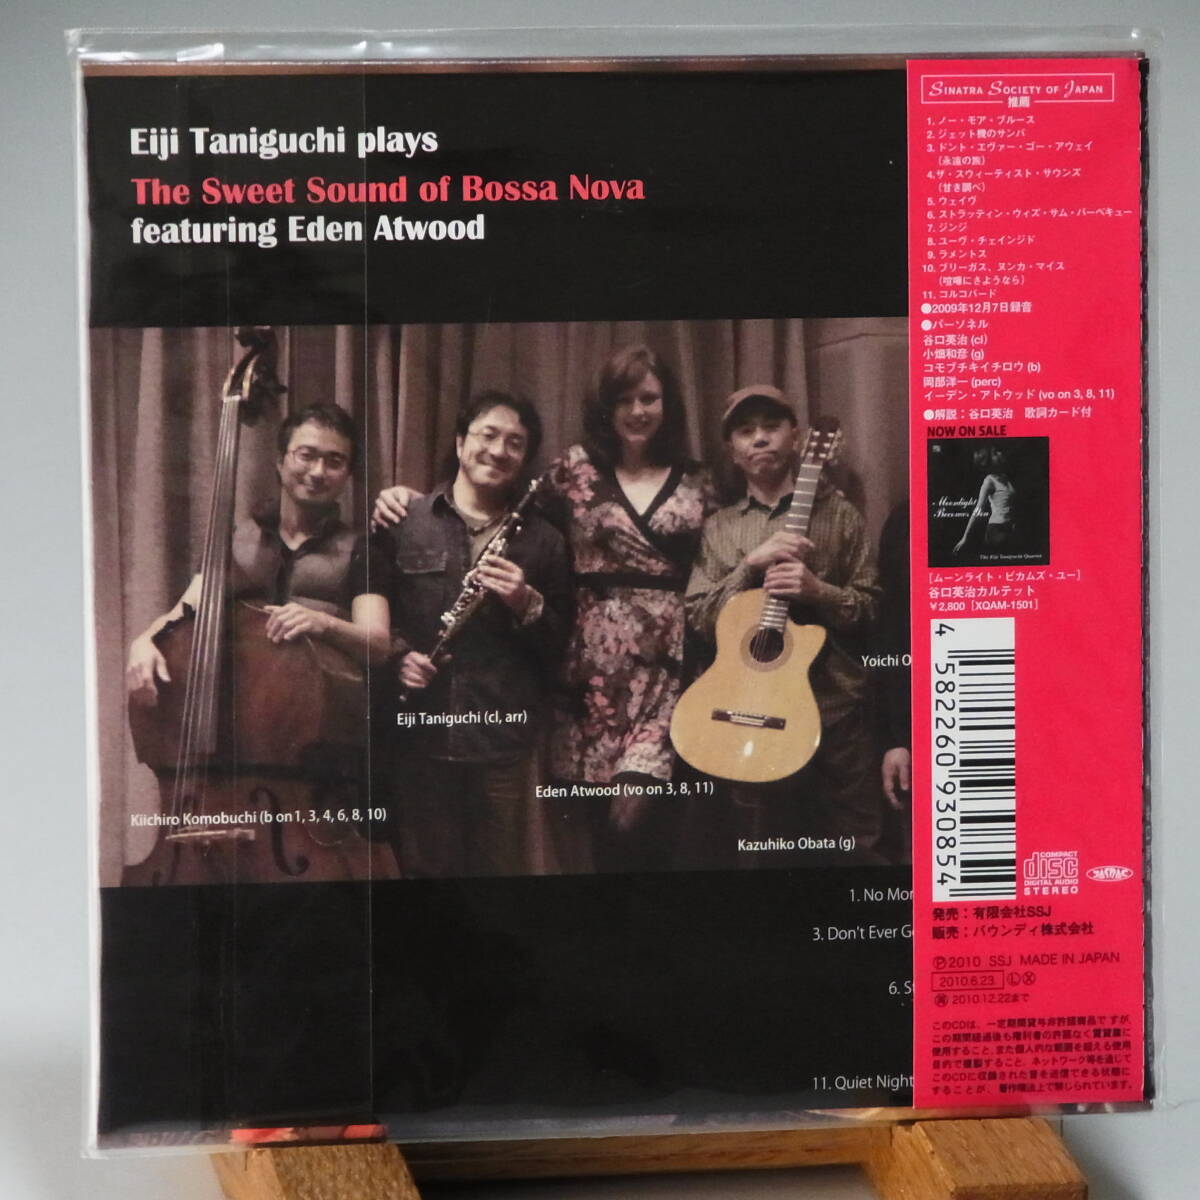 Eiji Taniguchi plays
The Sweet Sound of Bossa Nova
featuring Eden Atwood
Kiichiro Komobuchi (b on 1, 3, 4, 6, 8, 10)
Eiji Taniguchi (cl, arr)
Eden Atwood (vo on 3, 8, 11)
Kazuhiko Obata (g)
Yoichi O
1. No Mor
3. Don't Ever G
6. S
11. Quiet Night
SINATRA SOCIETY OF JAPAN
推薦
1. ノー・モア・ブルース
2. ジェット機のサンバ
3. ドント・エヴァー・ゴー・アウェイ
(永遠の旅)
4.ザ・スウィーティスト・サウンズ
(甘き調べ)
5. ウェイヴ
6. ストラッティン・ウィズ・サム・バーベキュー
7. ジンジ
8. ユーヴ・チェインジド
9. ラメントス
10. ブリーガス、ヌンカ・マイス
(喧嘩にさようなら)
11. コルコバード
●2009年12月7日録音
●パーソネル
谷口英治 (cl)
小畑和彦 (g)
コモブチキイチロウ (b)
岡部洋一 (perc)
イーデン・アトウッド (vo on 3, 8, 11)
●解説：谷口英治 歌詞カード付
NOW ON SALE
Moonlight
Becomes You
The Eiji Taniguchi Quartet
[ムーンライト・ビカムズ・ユー]
谷口英治カルテット
￥2,800 [XQAM-1501]
4 582260 930854
COMPACT
disc
DIGITAL AUDIO
STEREO
発売：有限会社SSJ
販売：バウンディ株式会社
Ⓟ2010 SSJ MADE IN JAPAN
2010.6.23 Ⓛ Ⓧ
2010.12.22まで
このCDは、一定期間貸与非許諾商品ですが、
この期間経過後も権利者の許諾なく賃貸業に
使用すること、また個人的な範囲を超える使用
目的で複製すること、ネットワーク等を通じて
このCDに収録された音を送信できる状態に
することが、著作権法上で禁じられています。